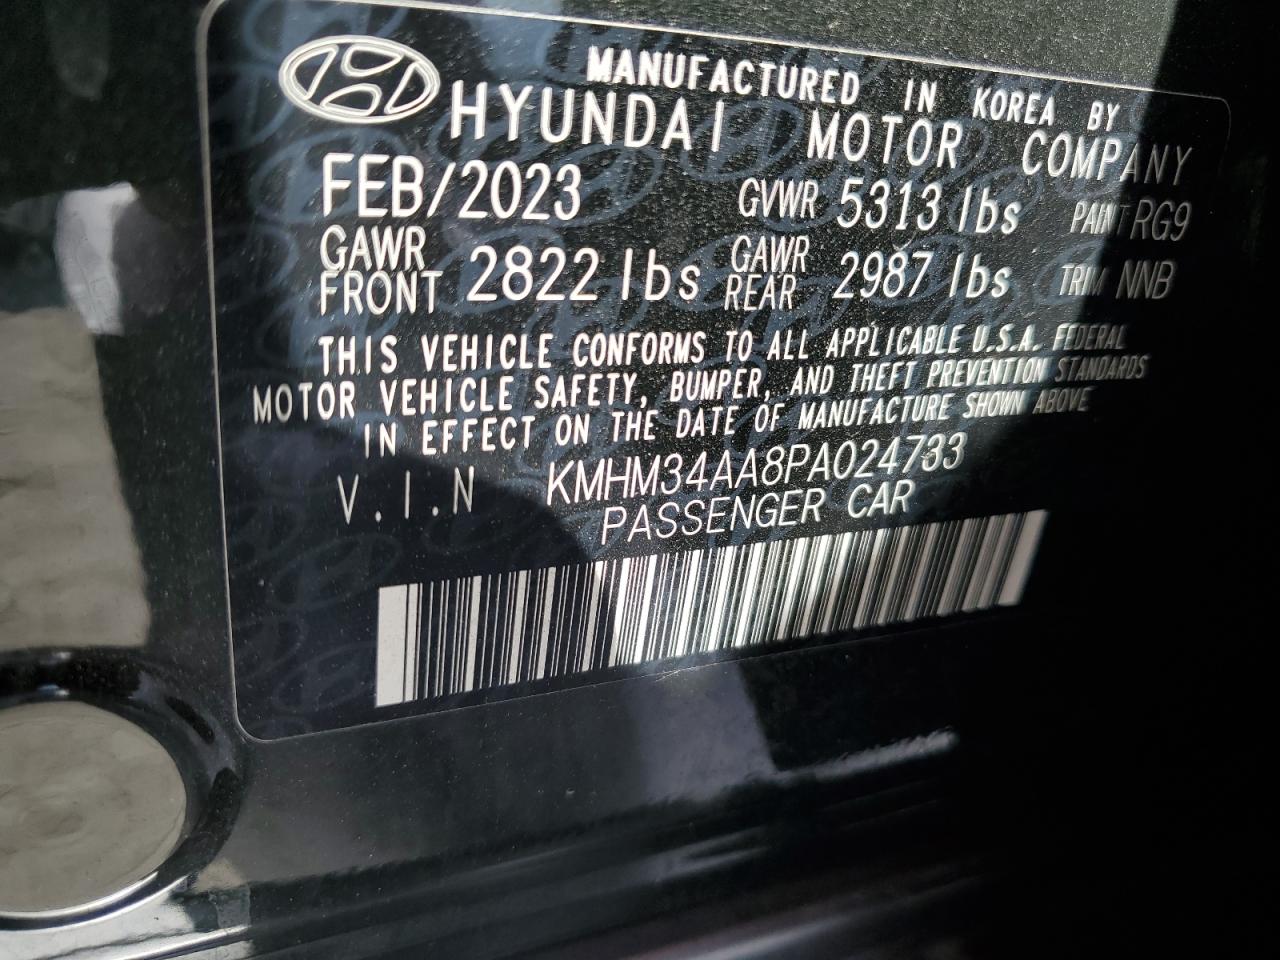 MANUFACTURED IN KOREA BY
HYUNDAI MOTOR COMPANY
FEB/2023 GVWR 5313 lbs PAINT RG9
GAWR FRONT 2822 lbs GAWR REAR 2987 lbs TRIM NNB
THIS VEHICLE CONFORMS TO ALL APPLICABLE U.S.A. FEDERAL
MOTOR VEHICLE SAFETY, BUMPER, AND THEFT PREVENTION STANDARDS
IN EFFECT ON THE DATE OF MANUFACTURE SHOWN ABOVE
V.I.N KMHM34AA8PA024733
PASSENGER CAR